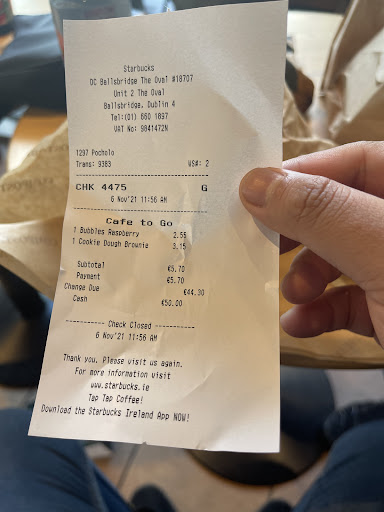 Starbucks
DC Ballsbridge The Oval #18707
Unit 2 The Oval
Ballsbridge, Dublin 4
Tel:(01) 660 1897
VAT No: 9841472N
1297 Pocholo
Trans: 9383 WS#: 2
CHK 4475 G
6 Nov'21 11:56 AM
Cafe to Go
1 Bubbles Raspberry 2.55
1 Cookie Dough Brownie 3.15
Subtotal €5.70
Payment €5.70
Change Due €44.30
Cash €50.00
------------ Check Closed ------------
6 Nov'21 11:56 AM
Thank you, Please visit us again.
For more information visit
www.starbucks.ie
Tap Tap Coffee!
Download the Starbucks Ireland App NOW!